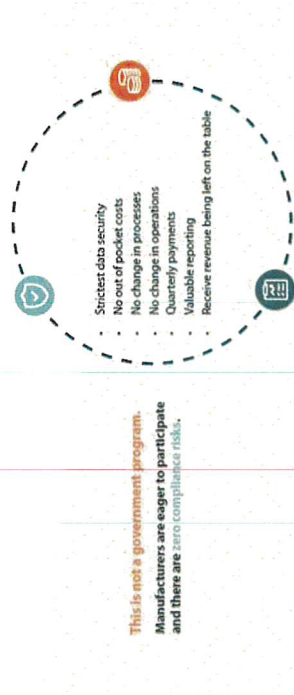 This is not a government program.
Manufacturers are eager to participate
and there are zero compliance risks.
• Strictest data security
• No out of pocket costs
• No change in processes
• No change in operations
• Quarterly payments
• Valuable reporting
• Receive revenue being left on the table